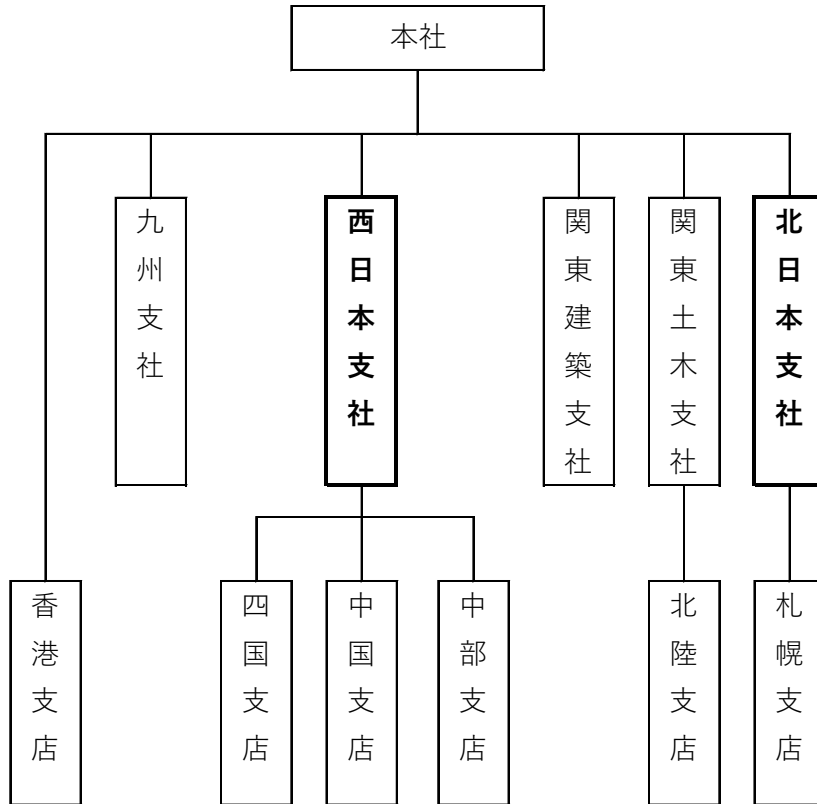 本社
九州支社
西日本支社
関東建築支社
関東土木支社
北日本支社
香港支店
四国支店
中国支店
中部支店
北陸支店
札幌支店